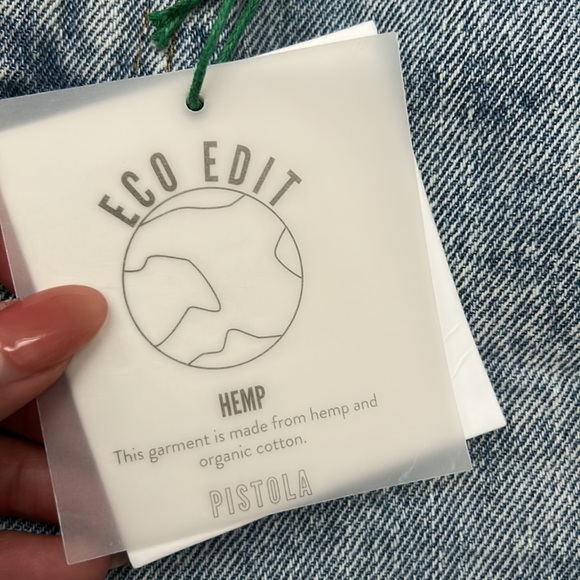 ECO EDIT
HEMP
This garment is made from hemp and
organic cotton.
PISTOLA